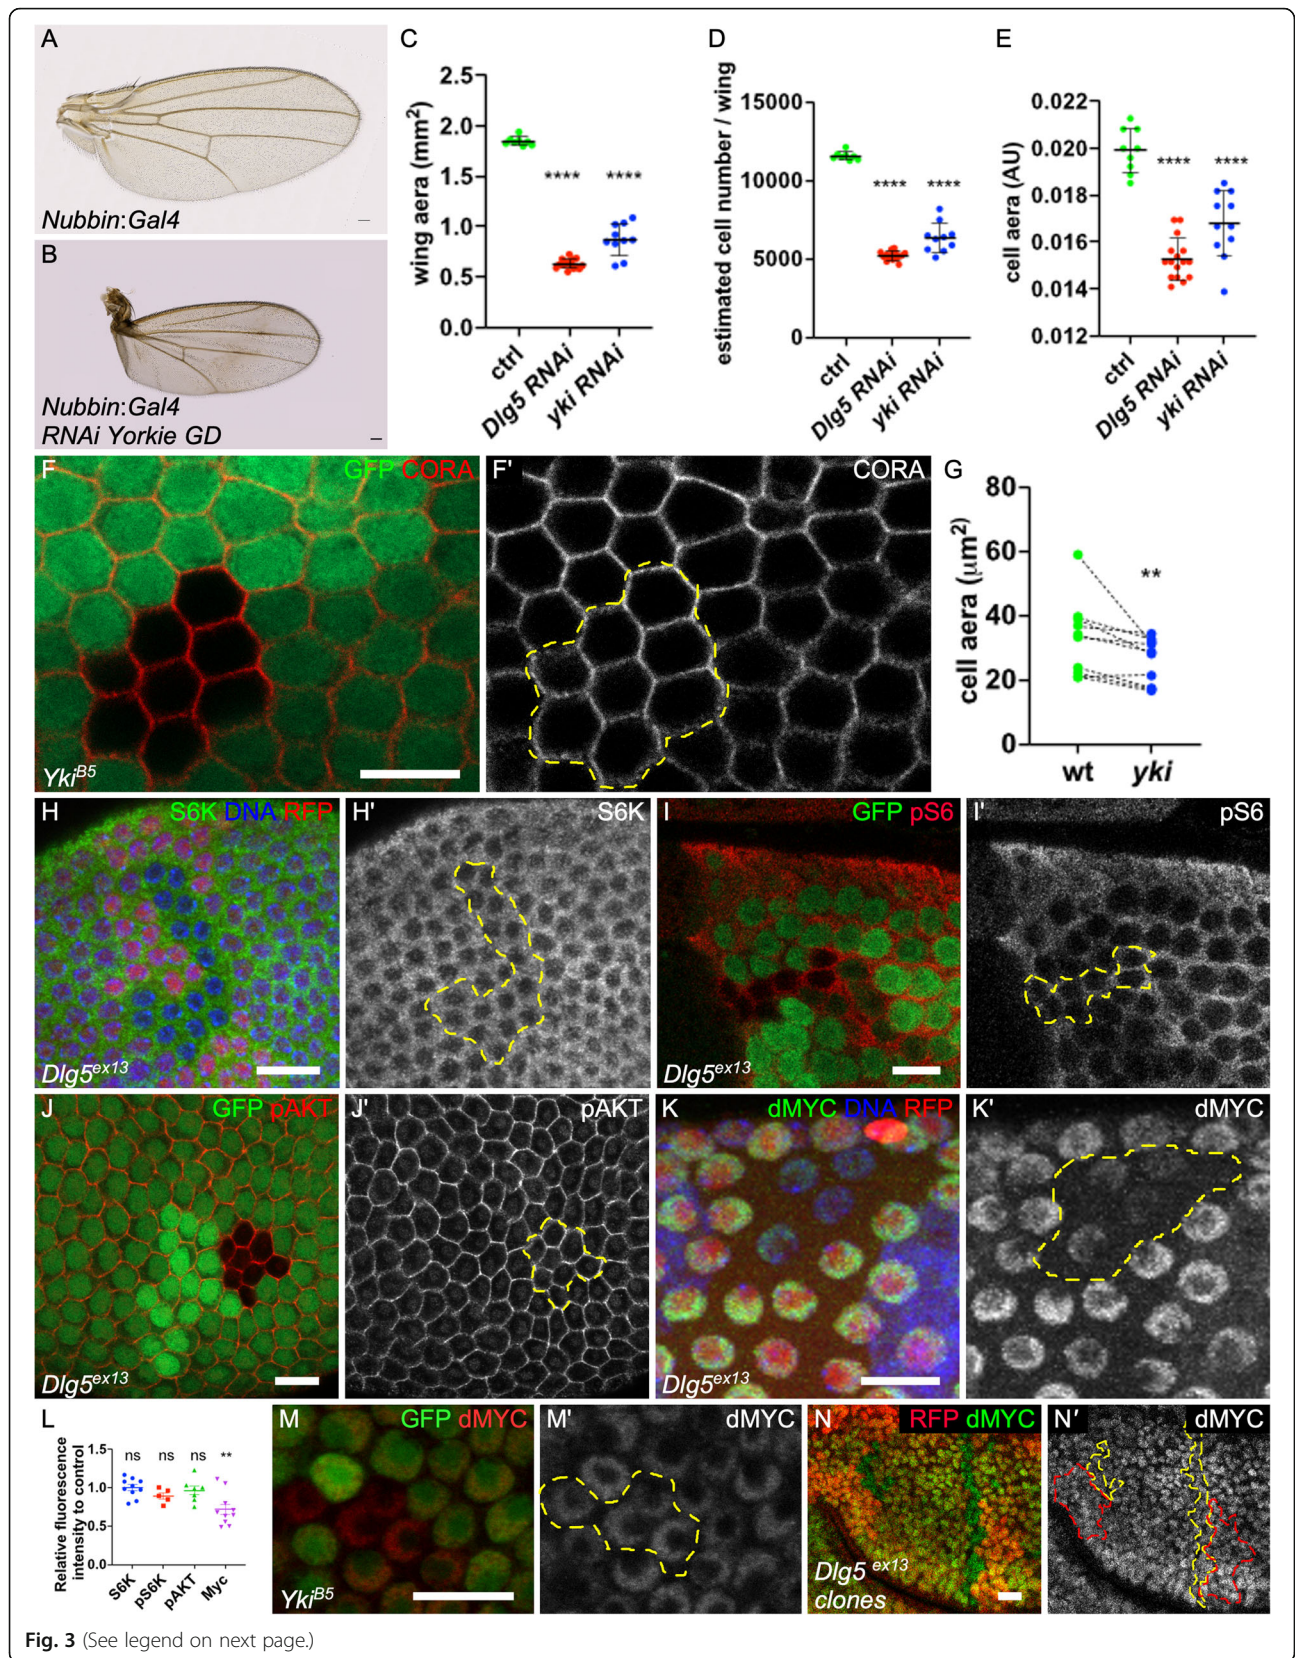 A
Nubbin:Gal4
B
Nubbin:Gal4
RNAi Yorkie GD
C
wing aera (mm2)
2.5
2.0
1.5
1.0
0.5
0.0
****
****
ctrl
Dlg5 RNAi
yki RNAi
D
estimated cell number / wing
15000
10000
5000
0
****
****
ctrl
Dlg5 RNAi
yki RNAi
E
cell aera (AU)
0.022
0.020
0.018
0.016
0.014
0.012
****
****
ctrl
Dlg5 RNAi
yki RNAi
F
GFP CORA
YkiB5
F'
CORA
G
cell aera (µm2)
80
60
40
20
0
**
wt
yki
H
S6K DNA RFP
Dlg5ex13
H'
S6K
I
GFP pS6
Dlg5ex13
I'
pS6
J
GFP pAKT
Dlg5ex13
J'
pAKT
K
dMYC DNA RFP
Dlg5ex13
K'
dMYC
L
Relative fluorescence
intensity to control
1.5
1.0
0.5
0.0
ns
ns
ns
**
S6K
pS6K
pAKT
Myc
M
GFP dMYC
YkiB5
M'
dMYC
N
RFP dMYC
Dlg5 ex13
clones
N'
dMYC
Fig. 3 (See legend on next page.)